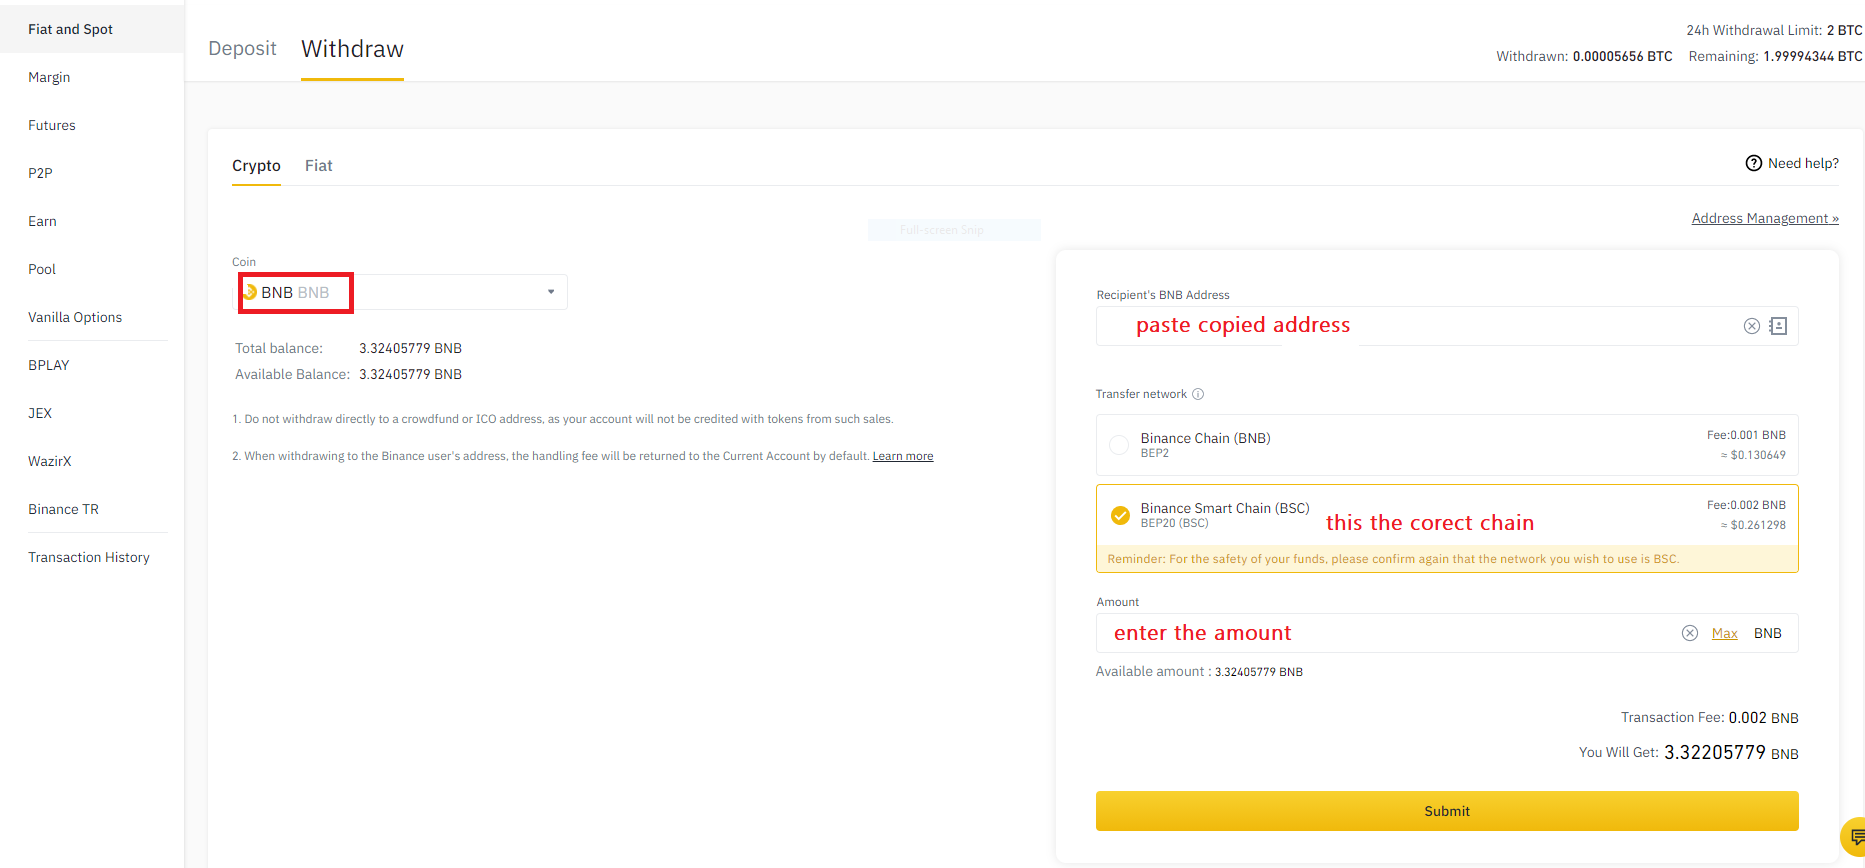 Fiat and Spot
Margin
Futures
P2P
Earn
Pool
Vanilla Options
BPLAY
JEX
WazirX
Binance TR
Transaction History
Deposit Withdraw
24h Withdrawal Limit: 2 BTC
Withdrawn: 0.00005656 BTC Remaining: 1.99994344 BTC
Crypto Fiat
Need help?
Address Management »
Full-screen Snip
Coin
BNB BNB
Total balance: 3.32405779 BNB
Available Balance: 3.32405779 BNB
1. Do not withdraw directly to a crowdfund or ICO address, as your account will not be credited with tokens from such sales.
2. When withdrawing to the Binance user's address, the handling fee will be returned to the Current Account by default. Learn more
Recipient's BNB Address
paste copied address
Transfer network
Binance Chain (BNB)
BEP2
Fee:0.001 BNB
≈ $0.130649
Binance Smart Chain (BSC)
BEP20 (BSC)
this the corect chain
Fee:0.002 BNB
≈ $0.261298
Reminder: For the safety of your funds, please confirm again that the network you wish to use is BSC.
Amount
enter the amount
Max BNB
Available amount : 3.32405779 BNB
Transaction Fee: 0.002 BNB
You Will Get: 3.32205779 BNB
Submit